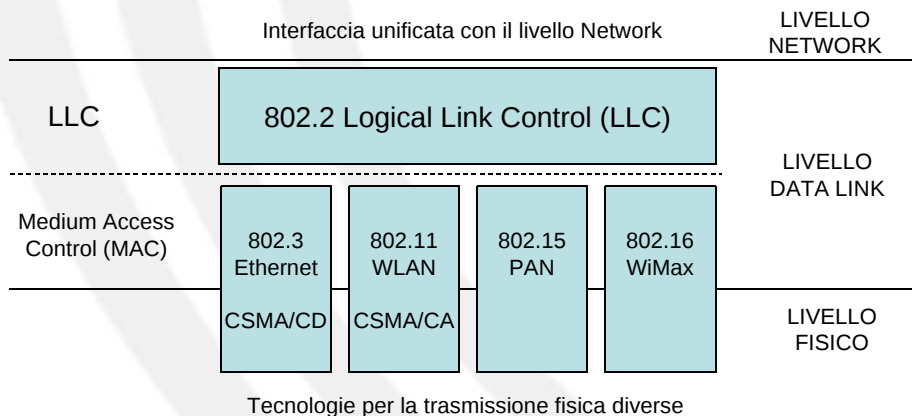 Interfaccia unificata con il livello Network
LIVELLO
NETWORK
LLC
802.2 Logical Link Control (LLC)
LIVELLO
DATA LINK
Medium Access
Control (MAC)
802.3
Ethernet
CSMA/CD
802.11
WLAN
CSMA/CA
802.15
PAN
802.16
WiMax
LIVELLO
FISICO
Tecnologie per la trasmissione fisica diverse